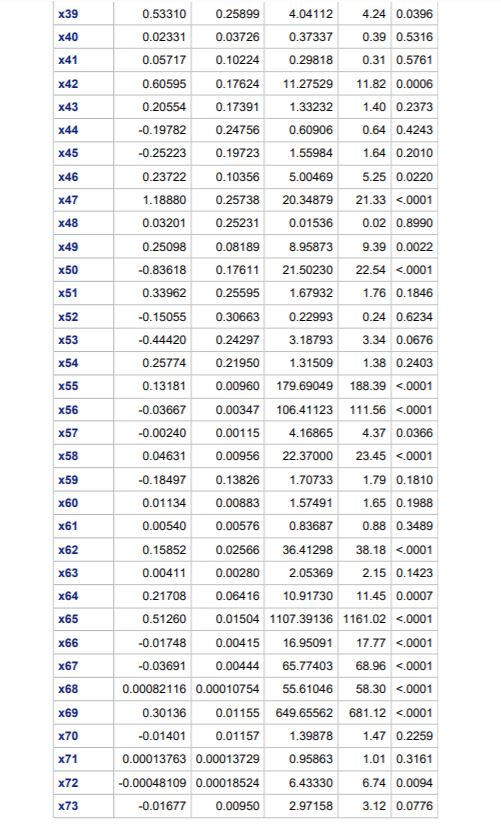 x39 0.53310 0.25899 4.04112 4.24 0.0396
x40 0.02331 0.03726 0.37337 0.39 0.5316
x41 0.05717 0.10224 0.29818 0.31 0.5761
x42 0.60595 0.17624 11.27529 11.82 0.0006
x43 0.20554 0.17391 1.33232 1.40 0.2373
x44 -0.19782 0.24756 0.60906 0.64 0.4243
x45 -0.25223 0.19723 1.55984 1.64 0.2010
x46 0.23722 0.10356 5.00469 5.25 0.0220
x47 1.18880 0.25738 20.34879 21.33 <.0001
x48 0.03201 0.25231 0.01536 0.02 0.8990
x49 0.25098 0.08189 8.95873 9.39 0.0022
x50 -0.83618 0.17611 21.50230 22.54 <.0001
x51 0.33962 0.25595 1.67932 1.76 0.1846
x52 -0.15055 0.30663 0.22993 0.24 0.6234
x53 -0.44420 0.24297 3.18793 3.34 0.0676
x54 0.25774 0.21950 1.31509 1.38 0.2403
x55 0.13181 0.00960 179.69049 188.39 <.0001
x56 -0.03667 0.00347 106.41123 111.56 <.0001
x57 -0.00240 0.00115 4.16865 4.37 0.0366
x58 0.04631 0.00956 22.37000 23.45 <.0001
x59 -0.18497 0.13826 1.70733 1.79 0.1810
x60 0.01134 0.00883 1.57491 1.65 0.1988
x61 0.00540 0.00576 0.83687 0.88 0.3489
x62 0.15852 0.02566 36.41298 38.18 <.0001
x63 0.00411 0.00280 2.05369 2.15 0.1423
x64 0.21708 0.06416 10.91730 11.45 0.0007
x65 0.51260 0.01504 1107.39136 1161.02 <.0001
x66 -0.01748 0.00415 16.95091 17.77 <.0001
x67 -0.03691 0.00444 65.77403 68.96 <.0001
x68 0.00082116 0.00010754 55.61046 58.30 <.0001
x69 0.30136 0.01155 649.65562 681.12 <.0001
x70 -0.01401 0.01157 1.39878 1.47 0.2259
x71 0.00013763 0.00013729 0.95863 1.01 0.3161
x72 -0.00048109 0.00018524 6.43330 6.74 0.0094
x73 -0.01677 0.00950 2.97158 3.12 0.0776